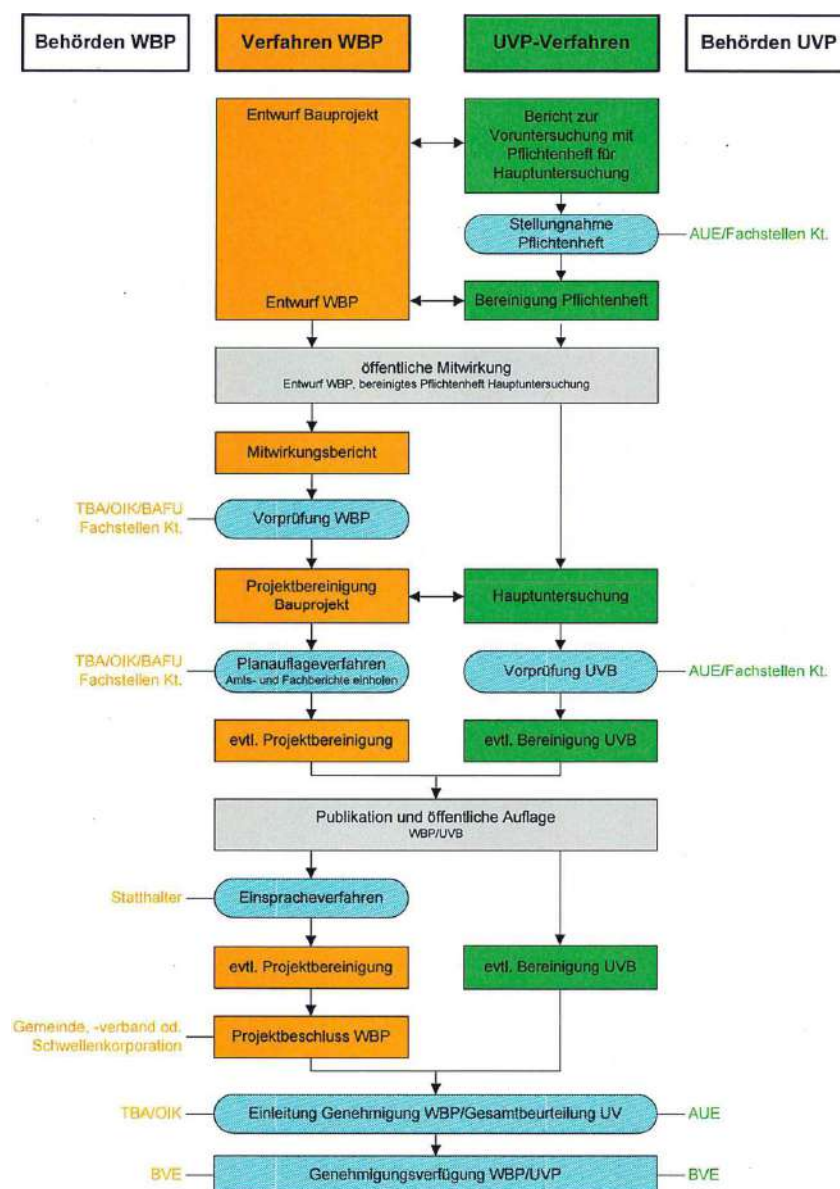 Behörden WBP
Verfahren WBP
UVP-Verfahren
Behörden UVP
Entwurf Bauprojekt
Bericht zur
Voruntersuchung mit
Pflichtenheft für
Hauptuntersuchung
Stellungnahme
Pflichtenheft
AUE/Fachstellen Kt.
Entwurf WBP
Bereinigung Pflichtenheft
öffentliche Mitwirkung
Entwurf WBP, bereinigtes Pflichtenheft Hauptuntersuchung
Mitwirkungsbericht
TBA/OIK/BAFU
Fachstellen Kt.
Vorprüfung WBP
Projektbereinigung
Bauprojekt
Hauptuntersuchung
TBA/OIK/BAFU
Fachstellen Kt.
Planauflageverfahren
Amts- und Fachberichte einholen
Vorprüfung UVB
AUE/Fachstellen Kt.
evtl. Projektbereinigung
evtl. Bereinigung UVB
Publikation und öffentliche Auflage
WBP/UVB
Statthalter
Einspracheverfahren
evtl. Projektbereinigung
evtl. Bereinigung UVB
Gemeinde, -verband od.
Schwellenkorporation
Projektbeschluss WBP
TBA/OIK
Einleitung Genehmigung WBP/Gesamtbeurteilung UV
AUE
BVE
Genehmigungsverfügung WBP/UVP
BVE